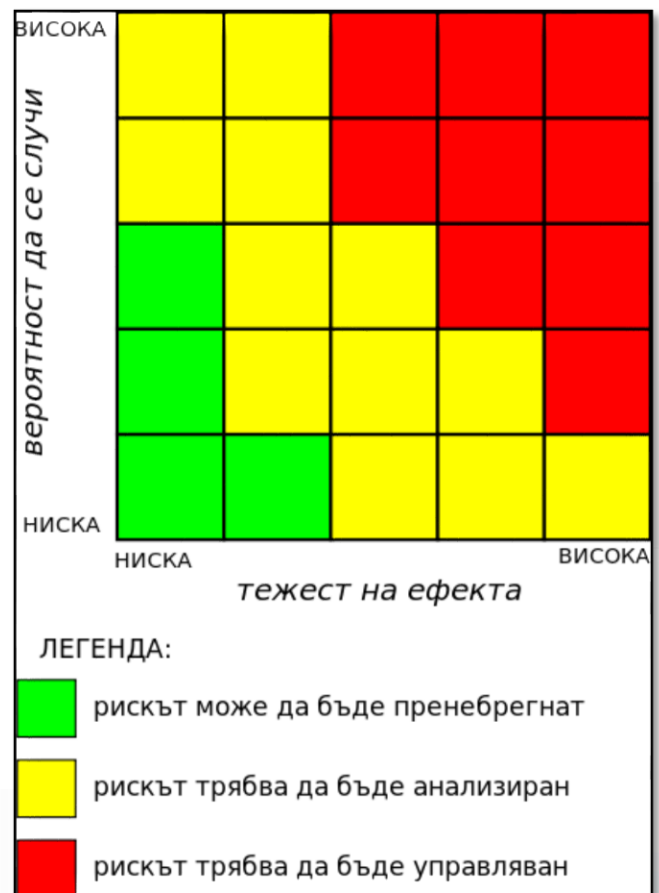 ВИСОКА
вероятност да се случи
НИСКА
НИСКА
ВИСОКА
тежест на ефекта
ЛЕГЕНДА:
рискът може да бъде пренебрегнат
рискът трябва да бъде анализиран
рискът трябва да бъде управляван